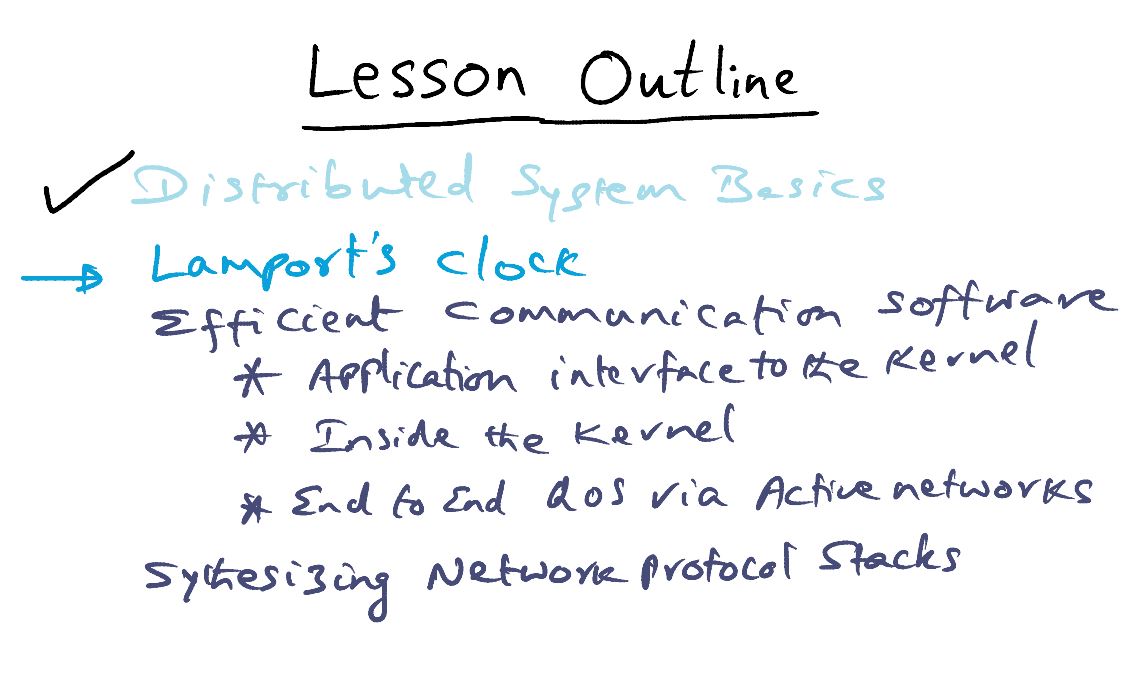 Lesson Outline
Distributed System Basics
Lamport's clock
Efficient communication software
* Application interface to the kernel
* Inside the kernel
* End to End QoS via Active networks
Sythesizing Network Protocol Stacks